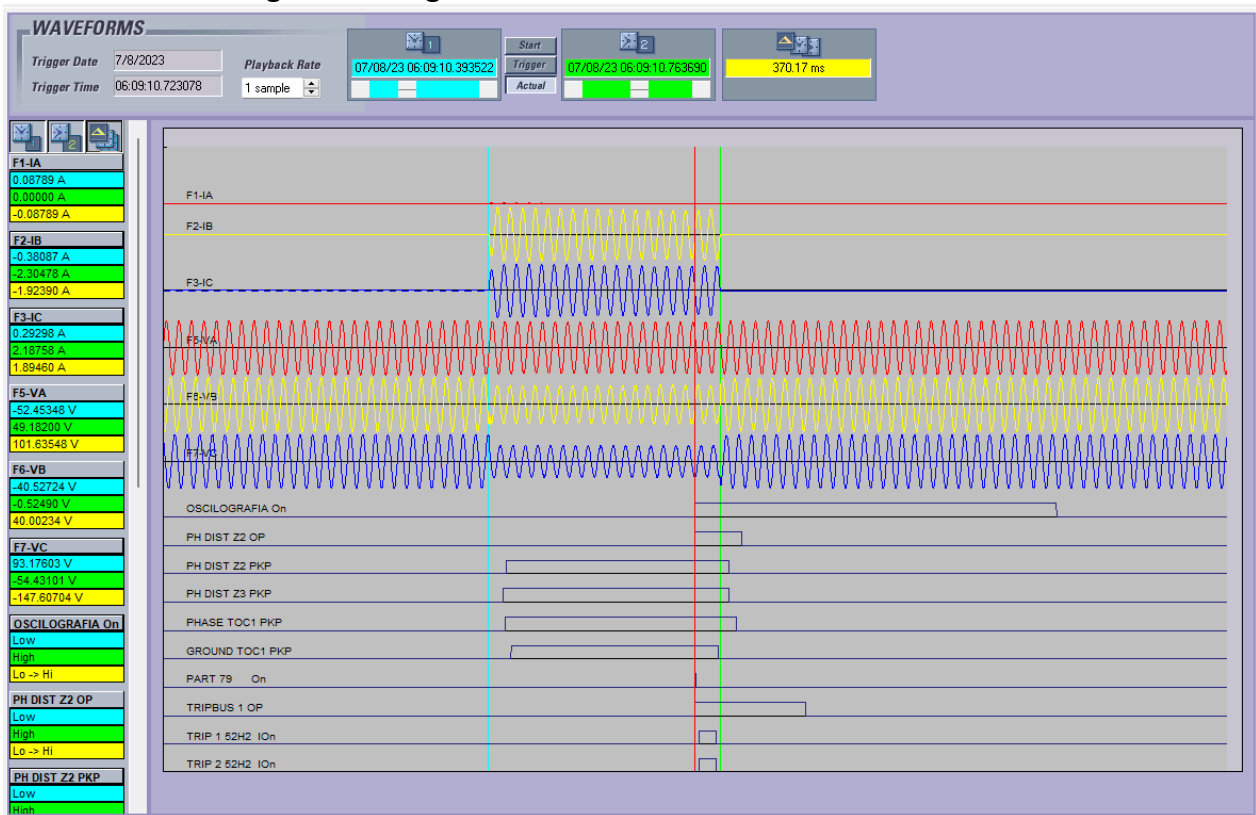 WAVEFORMS
Trigger Date 7/8/2023
Trigger Time 06:09:10.723078
Playback Rate
1 sample
1
07/08/23 06:09:10.393522
Start
Trigger
Actual
2
07/08/23 06:09:10.763690
370.17 ms
2
F1-IA
0.08789 A
0.00000 A
-0.08789 A
F2-IB
-0.38087 A
-2.30478 A
-1.92390 A
F3-IC
0.29298 A
2.18758 A
1.89460 A
F5-VA
-52.45348 V
49.18200 V
101.63548 V
F6-VB
-40.52724 V
-0.52490 V
40.00234 V
F7-VC
93.17603 V
-54.43101 V
-147.60704 V
OSCILOGRAFIA On
Low
High
Lo -> Hi
PH DIST Z2 OP
Low
High
Lo -> Hi
PH DIST Z2 PKP
Low
High
F1-IA
F2-IB
F3-IC
F5-VA
F6-VB
F7-VC
OSCILOGRAFIA On
PH DIST Z2 OP
PH DIST Z2 PKP
PH DIST Z3 PKP
PHASE TOC1 PKP
GROUND TOC1 PKP
PART 79 On
TRIPBUS 1 OP
TRIP 1 52H2 IOn
TRIP 2 52H2 IOn